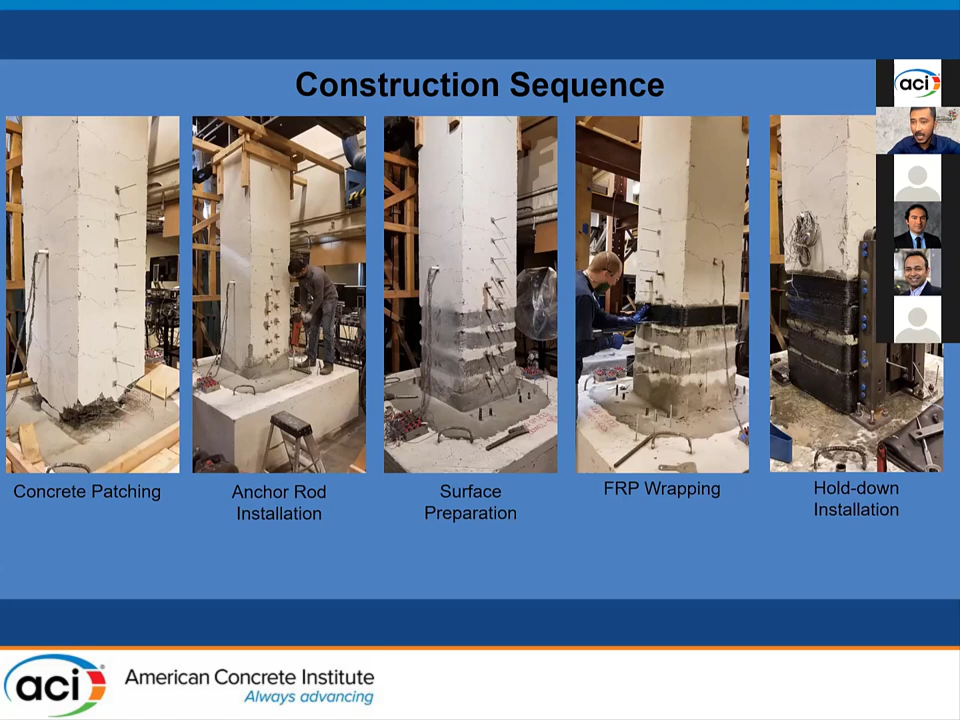 Construction Sequence
aci
Concrete Patching
Anchor Rod
Installation
Surface
Preparation
FRP Wrapping
Hold-down
Installation
aci
American Concrete Institute
Always advancing